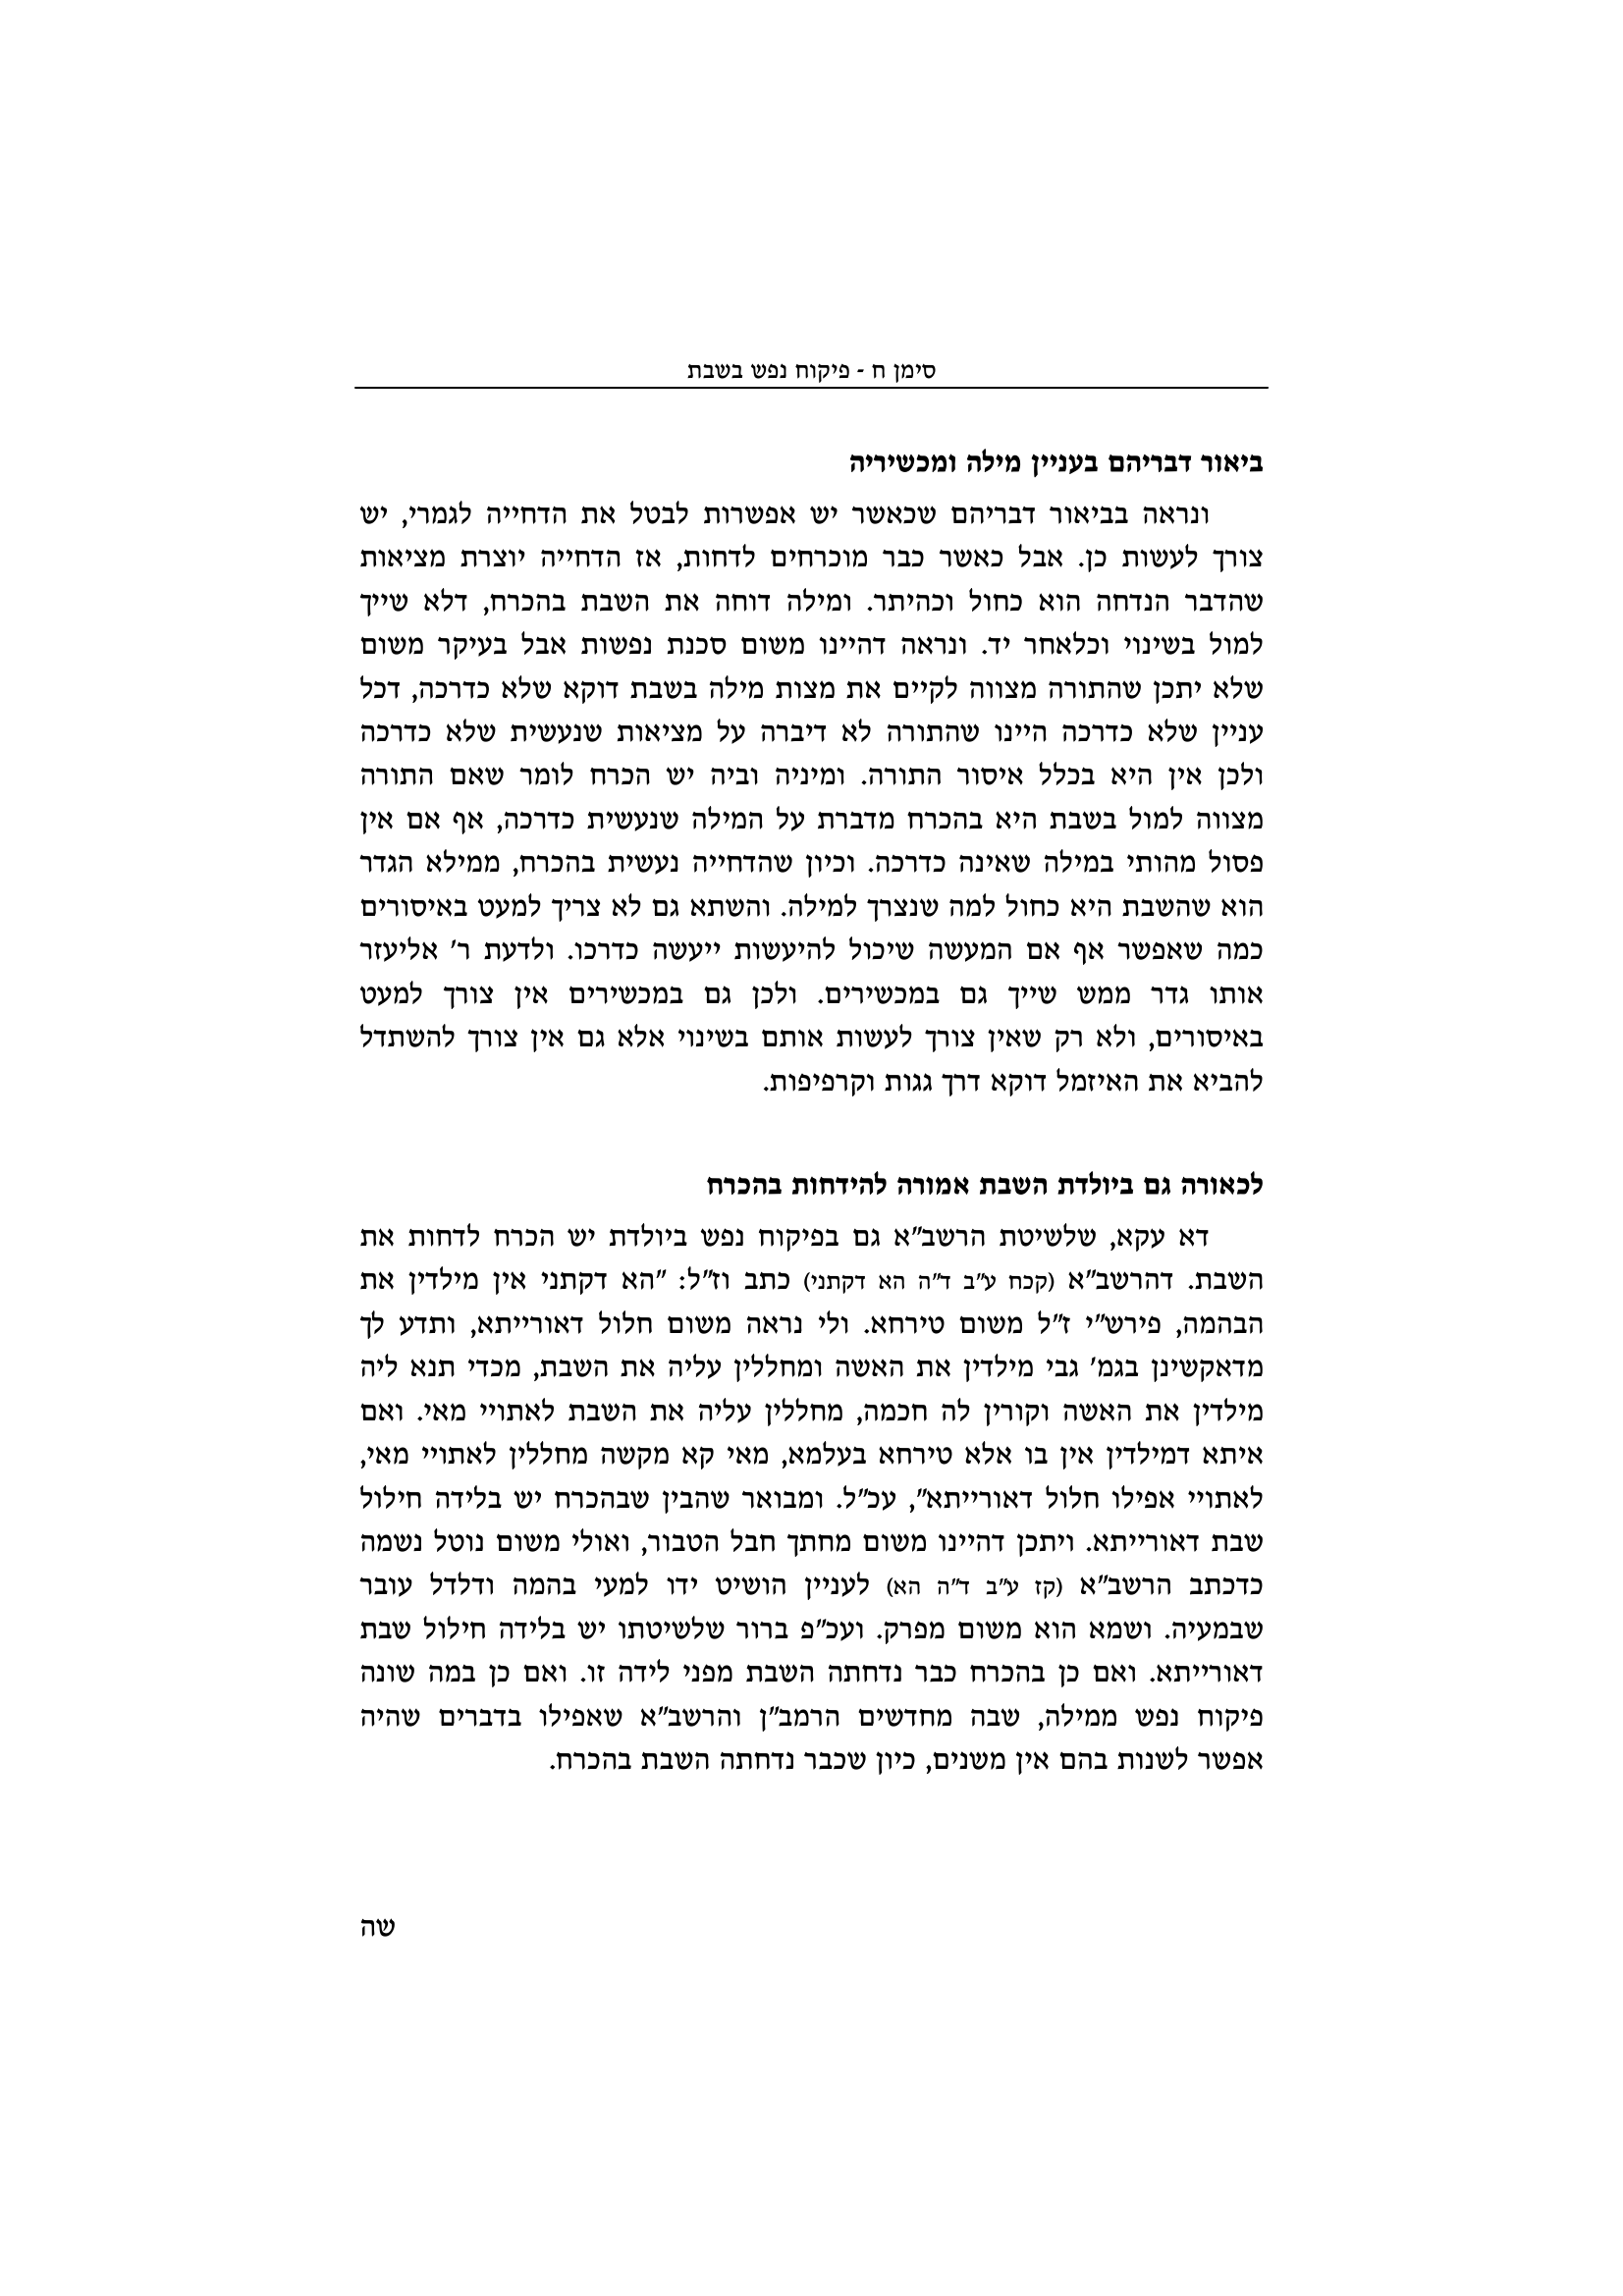 סימן ח - פיקוח נפש בשבת
ביאור דבריהם בעניין מילה ומכשיריה
ונראה בביאור דבריהם שכאשר יש אפשרות לבטל את הדחייה לגמרי, יש
צורך לעשות כן. אבל כאשר כבר מוכרחים לדחות, אז הדחייה יוצרת מציאות
שהדבר הנדחה הוא כחול וכהיתר. ומילה דוחה את השבת בהכרח, דלא שייך
למול בשינוי וכלאחר יד. ונראה דהיינו משום סכנת נפשות אבל בעיקר משום
שלא יתכן שהתורה מצווה לקיים את מצות מילה בשבת דוקא שלא כדרכה, דכל
עניין שלא כדרכה היינו שהתורה לא דיברה על מציאות שנעשית שלא כדרכה
ולכן אין היא בכלל איסור התורה. ומיניה וביה יש הכרח לומר שאם התורה
מצווה למול בשבת היא בהכרח מדברת על המילה שנעשית כדרכה, אף אם אין
פסול מהותי במילה שאינה כדרכה. וכיון שהדחייה נעשית בהכרח, ממילא הגדר
הוא שהשבת היא כחול למה שנצרך למילה. והשתא גם לא צריך למעט באיסורים
כמה שאפשר אף אם המעשה שיכול להיעשות ייעשה כדרכו. ולדעת ר' אליעזר
אותו גדר ממש שייך גם במכשירים. ולכן גם במכשירים אין צורך למעט
באיסורים, ולא רק שאין צורך לעשות אותם בשינוי אלא גם אין צורך להשתדל
להביא את האיזמל דוקא דרך גגות וקרפיפות.
לכאורה גם ביולדת השבת אמורה להידחות בהכרח
דא עקא, שלשיטת הרשב"א גם בפיקוח נפש ביולדת יש הכרח לדחות את
השבת. דהרשב"א (קכח ע"ב ד"ה הא דקתני) כתב וז"ל: "הא דקתני אין מילדין את
הבהמה, פירש"י ז"ל משום טירחא. ולי נראה משום חלול דאורייתא, ותדע לך
מדאקשינן בגמ' גבי מילדין את האשה ומחללין עליה את השבת, מכדי תנא ליה
מילדין את האשה וקורין לה חכמה, מחללין עליה את השבת לאתויי מאי. ואם
איתא דמילדין אין בו אלא טירחא בעלמא, מאי קא מקשה מחללין לאתויי מאי,
לאתויי אפילו חלול דאורייתא", עכ"ל. ומבואר שהבין שבהכרח יש בלידה חילול
שבת דאורייתא. ויתכן דהיינו משום מחתך חבל הטבור, ואולי משום נוטל נשמה
כדכתב הרשב"א (קז ע"ב ד"ה הא) לעניין הושיט ידו למעי בהמה ודלדל עובר
שבמעיה. ושמא הוא משום מפרק. ועכ"פ ברור שלשיטתו יש בלידה חילול שבת
דאורייתא. ואם כן בהכרח כבר נדחתה השבת מפני לידה זו. ואם כן במה שונה
פיקוח נפש ממילה, שבה מחדשים הרמב"ן והרשב"א שאפילו בדברים שהיה
אפשר לשנות בהם אין משנים, כיון שכבר נדחתה השבת בהכרח.
שה